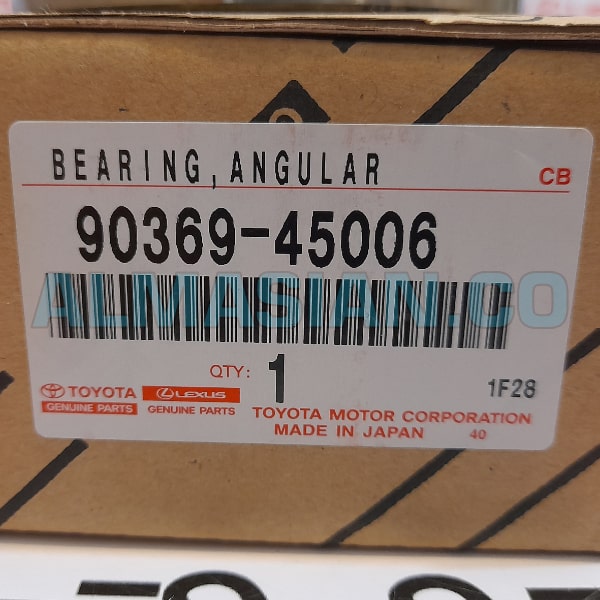 BEARING, ANGULAR
CB
90369-45006
ALMASIAN.CO
QTY: 1
1F28
TOYOTA
GENUINE PARTS
LEXUS
GENUINE PARTS
TOYOTA MOTOR CORPORATION
MADE IN JAPAN 40